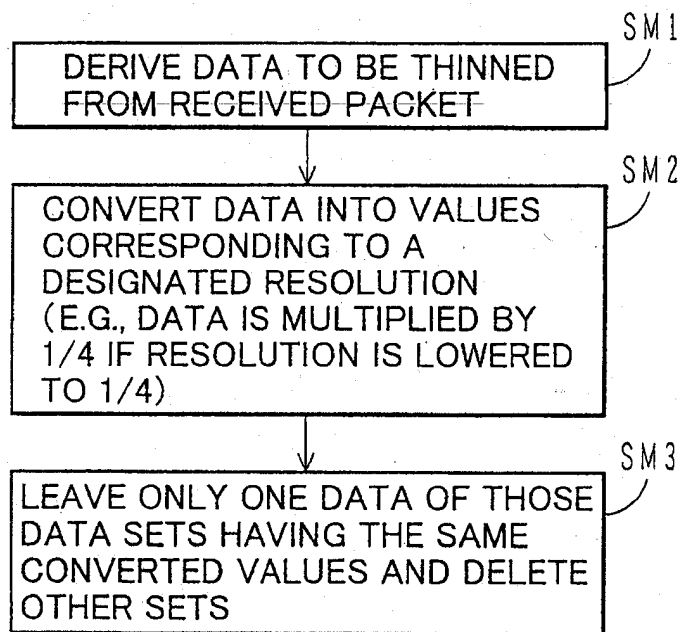 SM1
DERIVE DATA TO BE THINNED
FROM RECEIVED PACKET
SM2
CONVERT DATA INTO VALUES
CORRESPONDING TO A
DESIGNATED RESOLUTION
(E.G., DATA IS MULTIPLIED BY
1/4 IF RESOLUTION IS LOWERED
TO 1/4)
SM3
LEAVE ONLY ONE DATA OF THOSE
DATA SETS HAVING THE SAME
CONVERTED VALUES AND DELETE
OTHER SETS